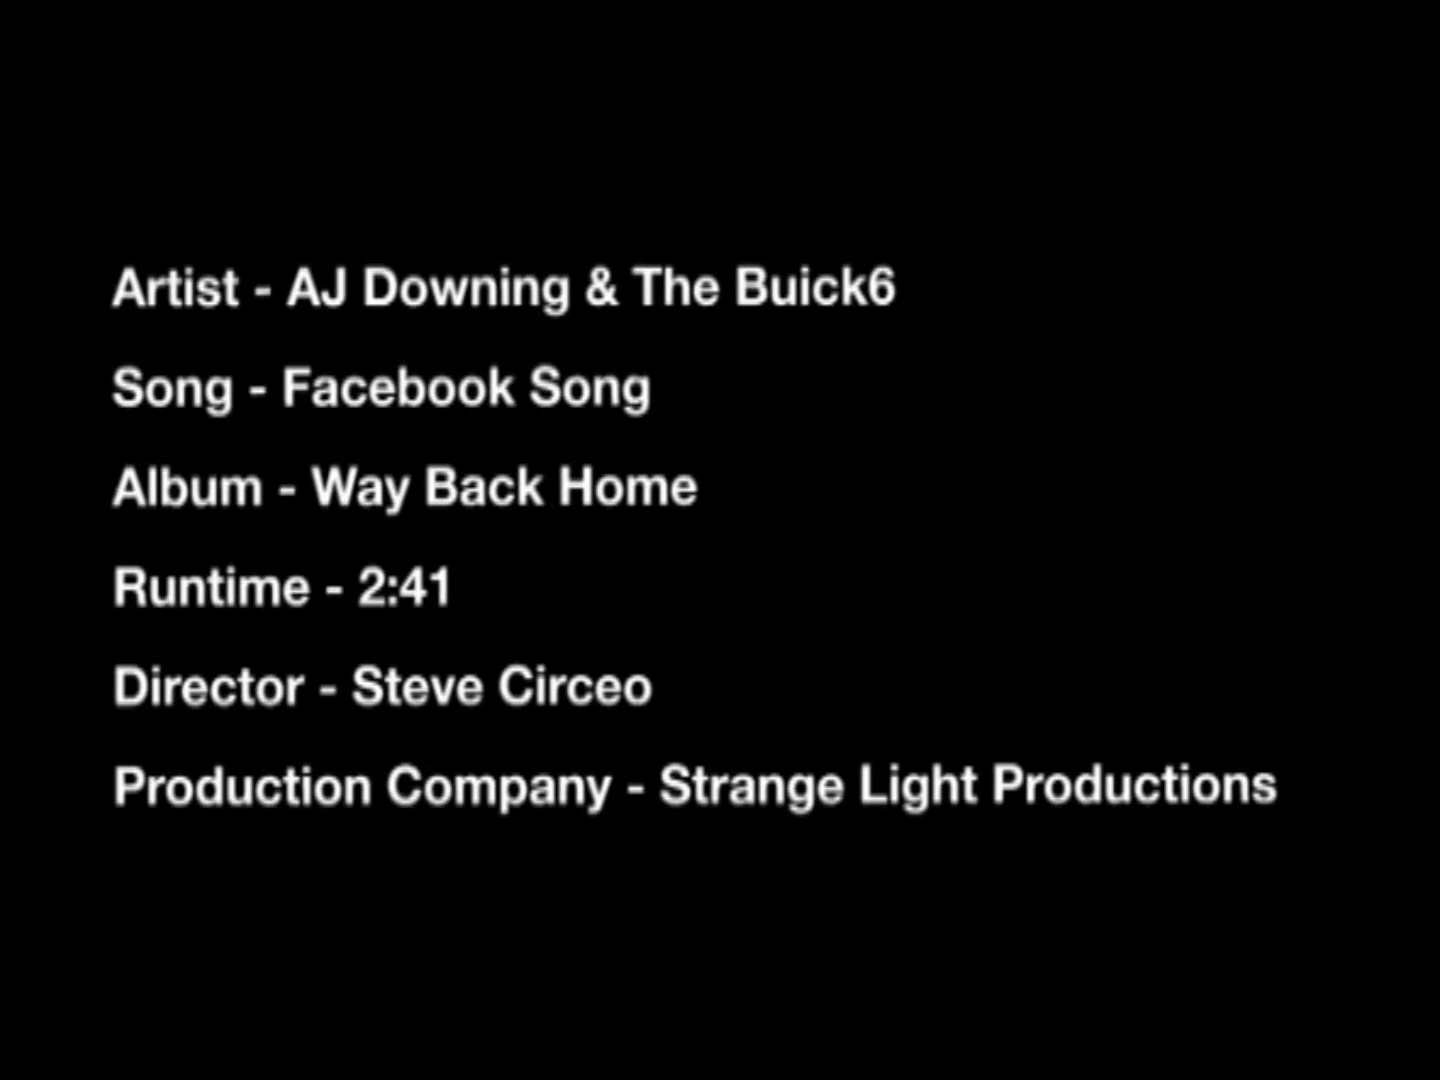 Artist - AJ Downing & The Buick6
Song - Facebook Song
Album - Way Back Home
Runtime - 2:41
Director - Steve Circeo
Production Company - Strange Light Productions